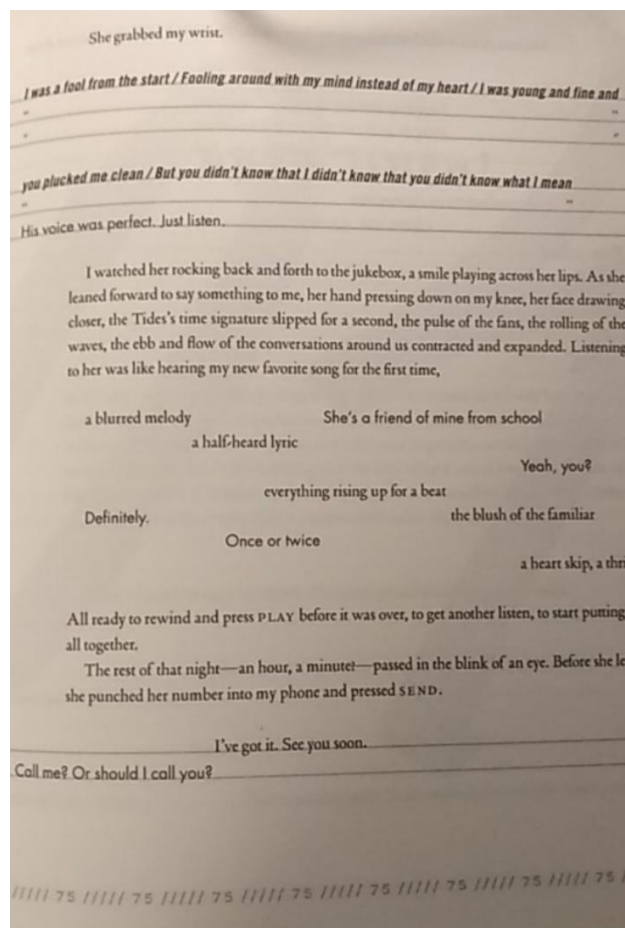 She grabbed my wrist.
I was a fool from the start / Fooling around with my mind instead of my heart / I was young and fine and
" "
" "
you plucked me clean / But you didn't know that I didn't know that you didn't know what I mean
" "
His voice was perfect. Just listen.
I watched her rocking back and forth to the jukebox, a smile playing across her lips. As she
leaned forward to say something to me, her hand pressing down on my knee, her face drawing
closer, the Tides's time signature slipped for a second, the pulse of the fans, the rolling of the
waves, the ebb and flow of the conversations around us contracted and expanded. Listening
to her was like hearing my new favorite song for the first time,
a blurred melody She's a friend of mine from school
a half-heard lyric
Yeah, you?
everything rising up for a beat
Definitely. the blush of the familiar
Once or twice
a heart skip, a thri
All ready to rewind and press PLAY before it was over, to get another listen, to start putting
all together.
The rest of that night—an hour, a minute?—passed in the blink of an eye. Before she le
she punched her number into my phone and pressed SEND.
I've got it. See you soon.
Call me? Or should I call you?
///// 75 ///// 75 ///// 75 ///// 75 ///// 75 ///// 75 ///// 75 ///// 75 /